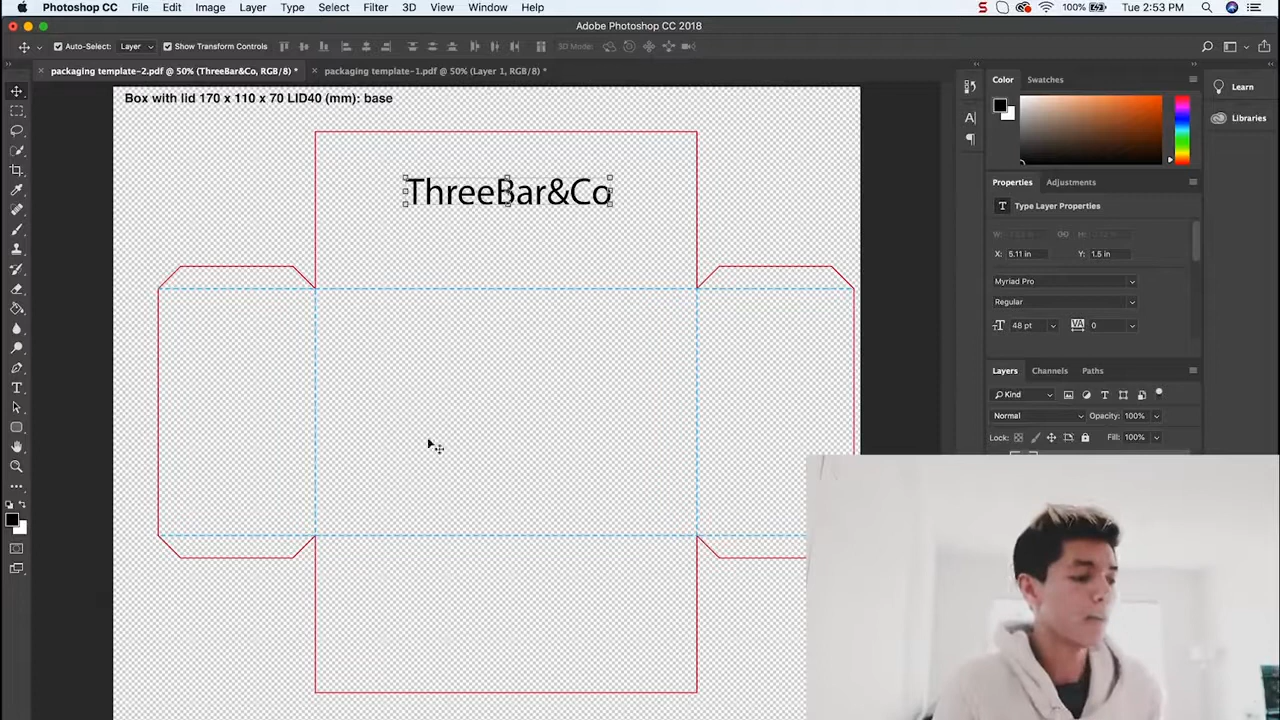 Photoshop CC File Edit Image Layer Type Select Filter 3D View Window Help
100% Tue 2:53 PM
Adobe Photoshop CC 2018
Auto-Select: Layer Show Transform Controls 3D Mode:
packaging template-2.pdf @ 50% (ThreeBar&Co, RGB/8) *
packaging template-1.pdf @ 50% (Layer 1, RGB/8) *
Box with lid 170 x 110 x 70 LID40 (mm): base
ThreeBar&Co
Color Swatches
Learn
Libraries
Properties Adjustments
T Type Layer Properties
W: H:
X: 5.11 in Y: 1.5 in
Myriad Pro
Regular
48 pt VA 0
Layers Channels Paths
Kind
Normal Opacity: 100%
Lock: Fill: 100%